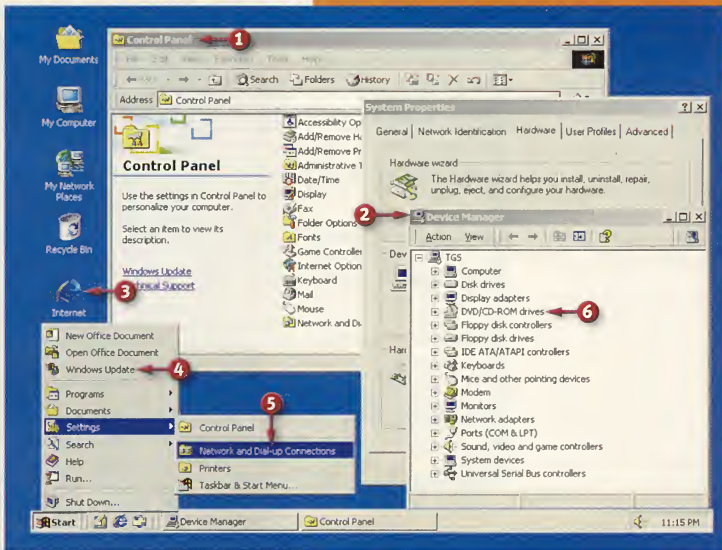 My Documents
My Computer
My Network
Places
Recycle Bin
Internet
Control Panel
1
Search
Folders
History
Address
Control Panel
Control Panel
Use the settings in Control Panel to
personalize your computer.
Select an item to view its
description.
Windows Update
Technical Support
Accessibility Op
Add/Remove Ha
Add/Remove Pr
Administrative T
Date/Time
Display
Fax
Folder Options
Fonts
Game Controller
Internet Option
Keyboard
Mail
Mouse
Network and Di
System Properties
General
Network Identification
Hardware
User Profiles
Advanced
Hardware wizard
The Hardware wizard helps you install, uninstall, repair,
unplug, eject, and configure your hardware.
Dev
Har
2
Device Manager
Action
View
TGS
Computer
Disk drives
Display adapters
DVD/CD-ROM drives
6
Floppy disk controllers
Floppy disk drives
IDE ATA/ATAPI controllers
Keyboards
Mice and other pointing devices
Modem
Monitors
Network adapters
Ports (COM & LPT)
Sound, video and game controllers
System devices
Universal Serial Bus controllers
3
New Office Document
Open Office Document
Windows Update
4
Programs
Documents
Settings
Search
Help
Run...
Shut Down...
5
Control Panel
Network and Dial-up Connections
Printers
Taskbar & Start Menu...
Start
Device Manager
Control Panel
11:15 PM